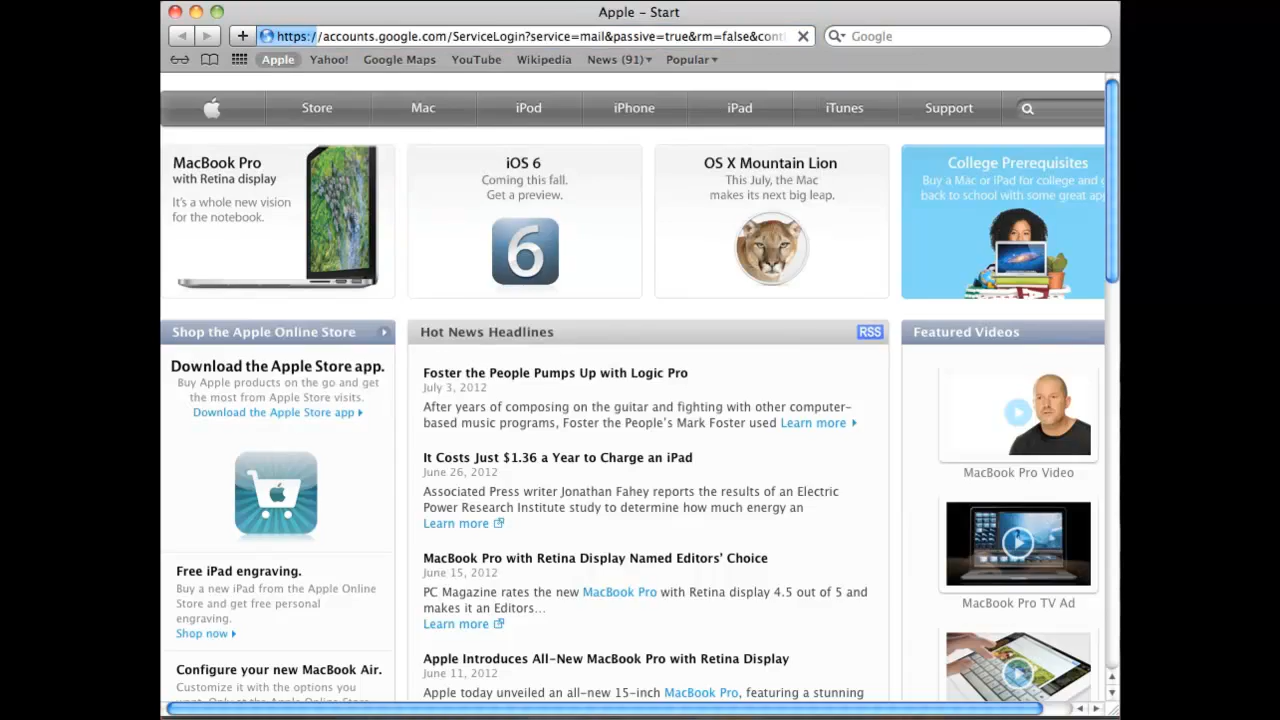 Apple – Start
https://accounts.google.com/ServiceLogin?service=mail&passive=true&rm=false&cont
Google
Apple Yahoo! Google Maps YouTube Wikipedia News (91) Popular
Store Mac iPod iPhone iPad iTunes Support
MacBook Pro
with Retina display
It's a whole new vision
for the notebook.
iOS 6
Coming this fall.
Get a preview.
6
OS X Mountain Lion
This July, the Mac
makes its next big leap.
College Prerequisites
Buy a Mac or iPad for college and
back to school with some great
Shop the Apple Online Store
Download the Apple Store app.
Buy Apple products on the go and get
the most from Apple Store visits.
Download the Apple Store app
Free iPad engraving.
Buy a new iPad from the Apple Online
Store and get free personal
engraving.
Shop now
Configure your new MacBook Air.
Customize it with the options you
want. Only at the Apple Online Store.
Hot News Headlines RSS
Foster the People Pumps Up with Logic Pro
July 3, 2012
After years of composing on the guitar and fighting with other computer-
based music programs, Foster the People's Mark Foster used Learn more
It Costs Just $1.36 a Year to Charge an iPad
June 26, 2012
Associated Press writer Jonathan Fahey reports the results of an Electric
Power Research Institute study to determine how much energy an
Learn more
MacBook Pro with Retina Display Named Editors' Choice
June 15, 2012
PC Magazine rates the new MacBook Pro with Retina display 4.5 out of 5 and
makes it an Editors...
Learn more
Apple Introduces All-New MacBook Pro with Retina Display
June 11, 2012
Apple today unveiled an all-new 15-inch MacBook Pro, featuring a stunning
Featured Videos
MacBook Pro Video
MacBook Pro TV Ad